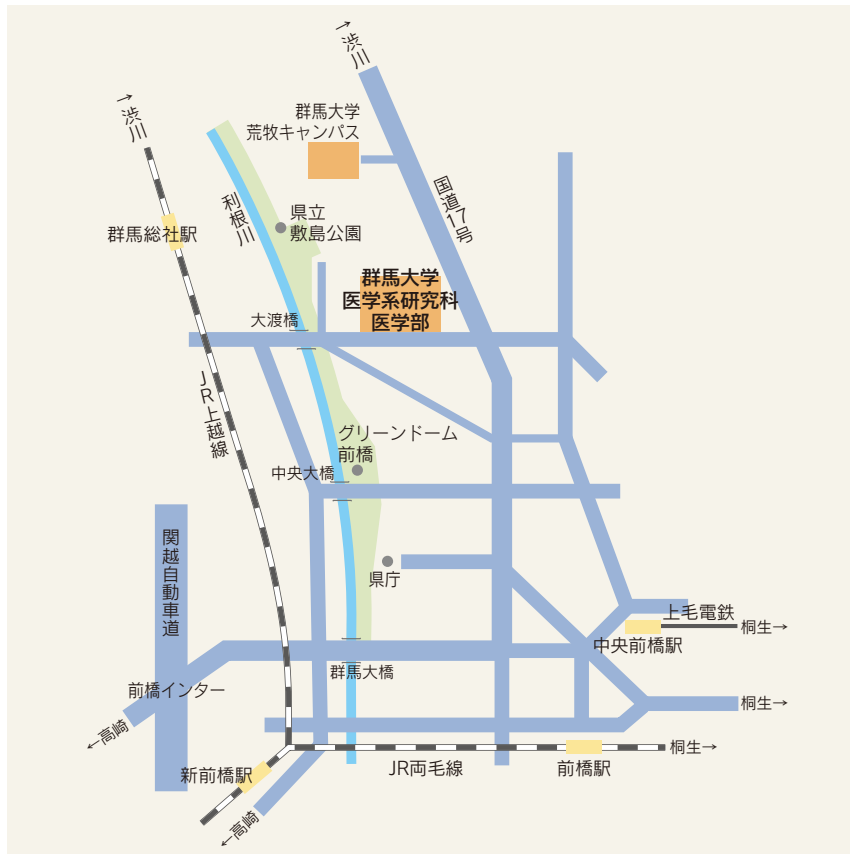 ↑渋川
↑渋川
群馬大学
荒牧キャンパス
利根川
国道17号
県立
敷島公園
群馬総社駅
群馬大学
医学系研究科
医学部
大渡橋
JR上越線
グリーンドーム
前橋
中央大橋
関越自動車道
県庁
上毛電鉄
桐生→
中央前橋駅
群馬大橋
前橋インター
桐生→
←高崎
桐生→
新前橋駅
JR両毛線
前橋駅
←高崎